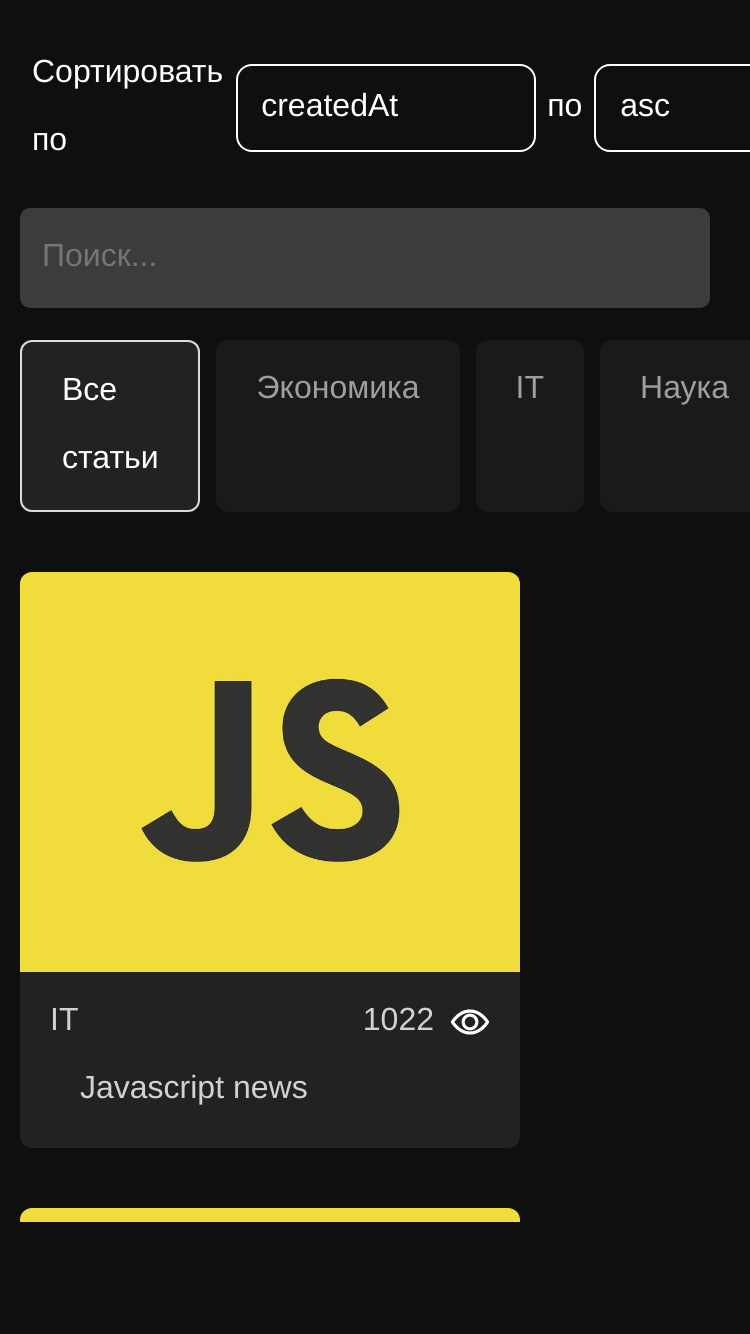 Сортировать
по
createdAt
по
asc
Поиск...
Все
статьи
Экономика
IT
Наука
JS
IT
1022
Javascript news